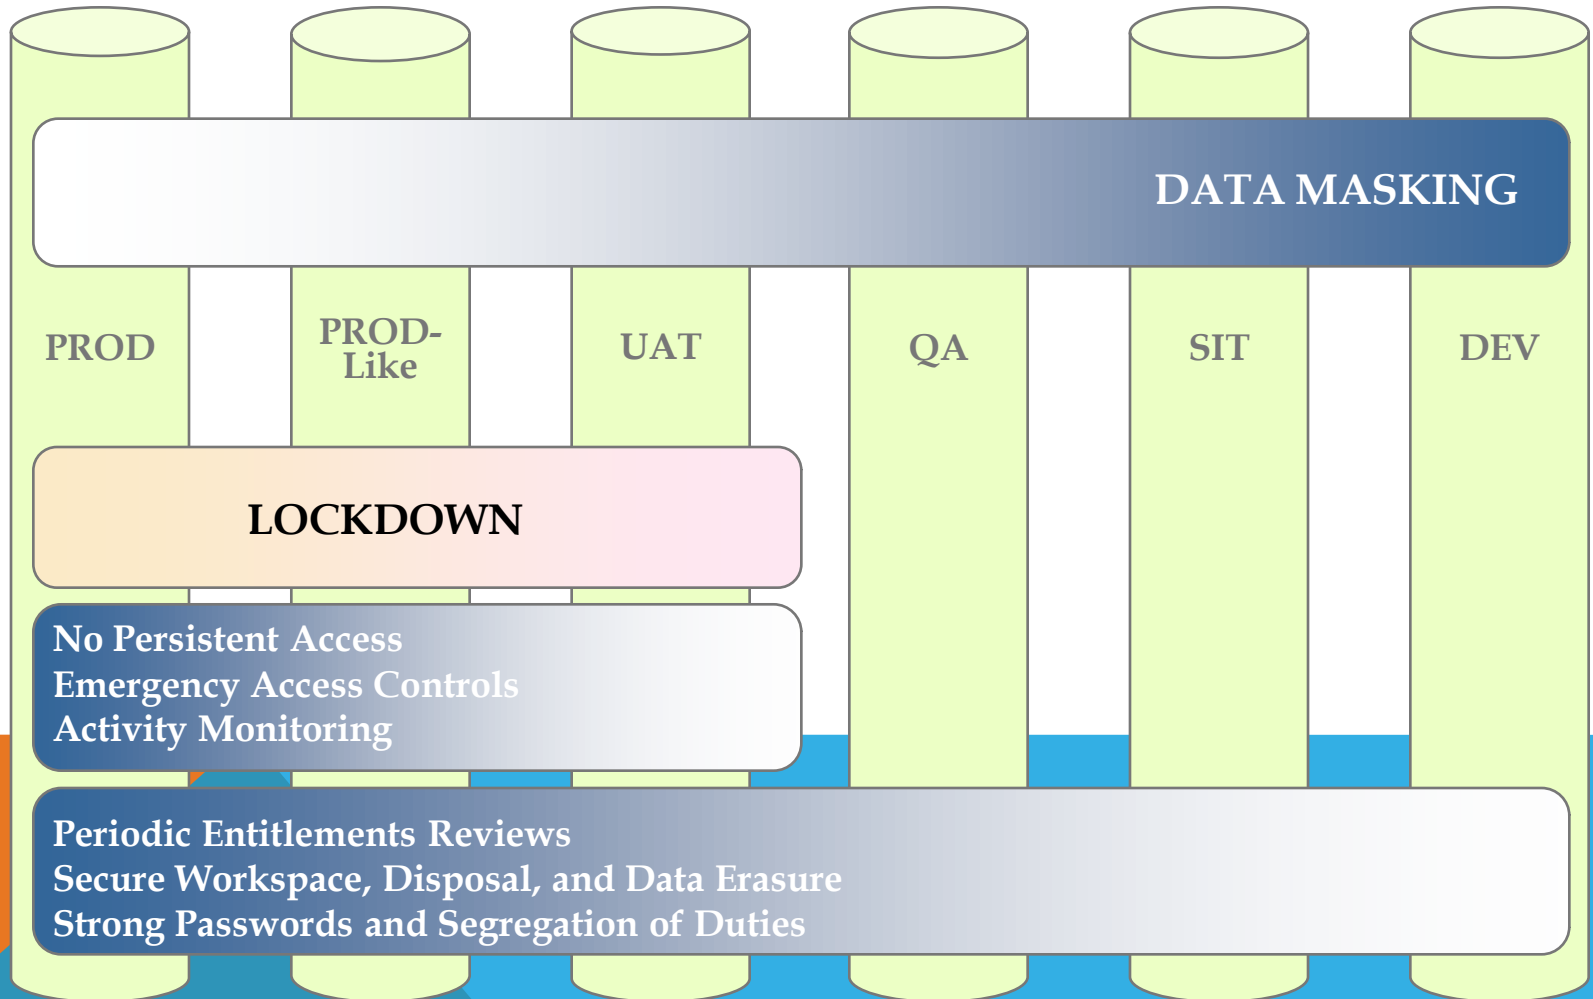 DATA MASKING
PROD
PROD-
Like
UAT
QA
SIT
DEV
LOCKDOWN
No Persistent Access
Emergency Access Controls
Activity Monitoring
Periodic Entitlements Reviews
Secure Workspace, Disposal, and Data Erasure
Strong Passwords and Segregation of Duties